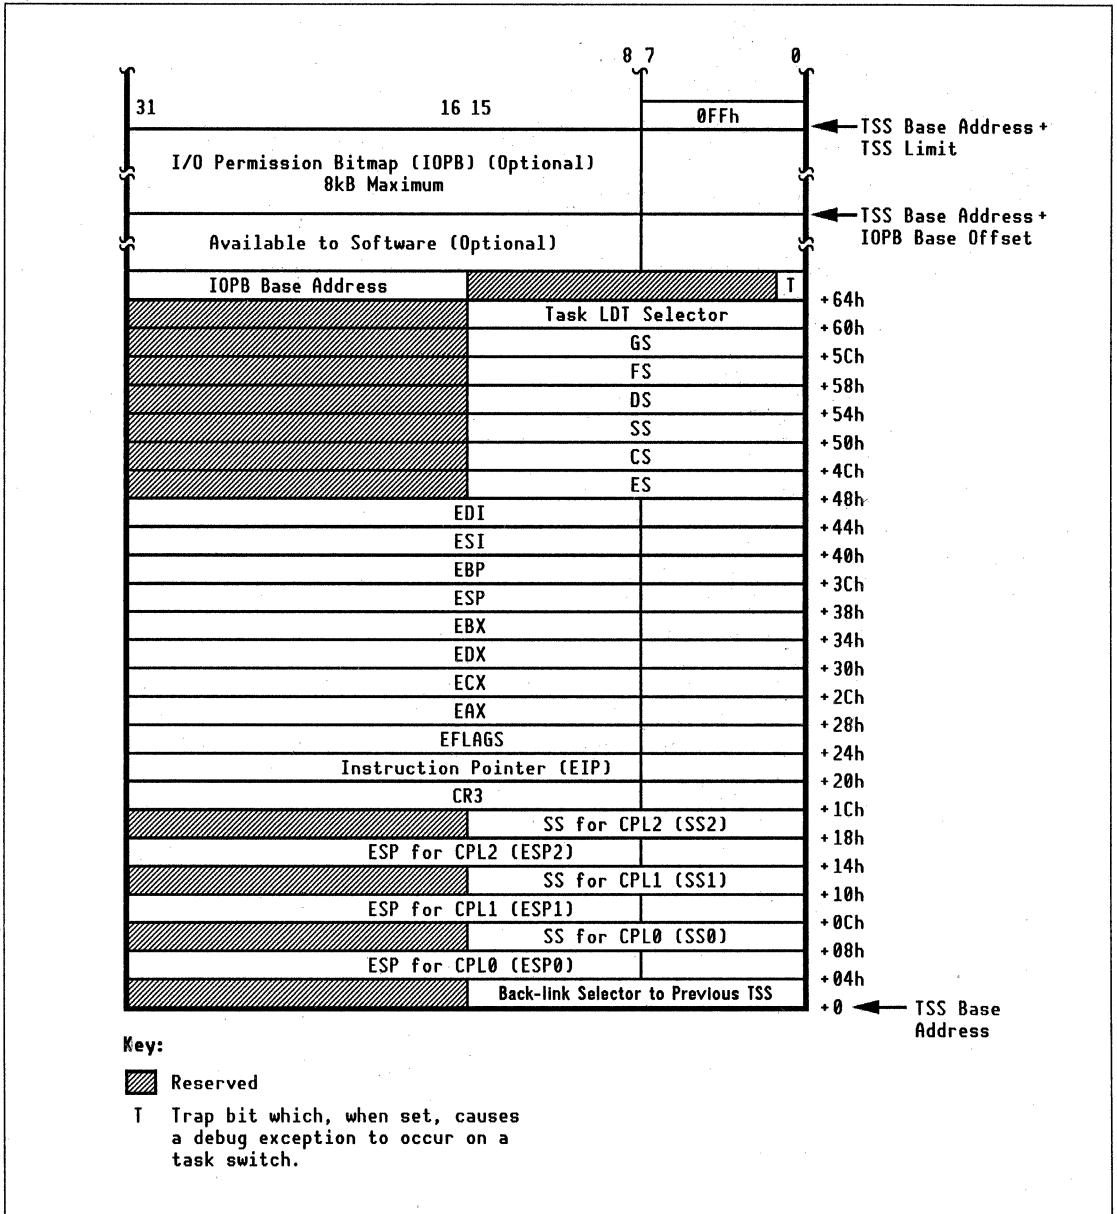 8 7 0
31 16 15
0FFh
TSS Base Address +
TSS Limit
I/O Permission Bitmap (IOPB) (Optional)
8kB Maximum
TSS Base Address +
IOPB Base Offset
Available to Software (Optional)
IOPB Base Address T
+64h
Task LDT Selector
+60h
GS
+5Ch
FS
+58h
DS
+54h
SS
+50h
CS
+4Ch
ES
+48h
EDI
+44h
ESI
+40h
EBP
+3Ch
ESP
+38h
EBX
+34h
EDX
+30h
ECX
+2Ch
EAX
+28h
EFLAGS
+24h
Instruction Pointer (EIP)
+20h
CR3
+1Ch
SS for CPL2 (SS2)
+18h
ESP for CPL2 (ESP2)
+14h
SS for CPL1 (SS1)
+10h
ESP for CPL1 (ESP1)
+0Ch
SS for CPL0 (SS0)
+08h
ESP for CPL0 (ESP0)
+04h
Back-link Selector to Previous TSS
+0
TSS Base
Address
Key:
Reserved
T Trap bit which, when set, causes
a debug exception to occur on a
task switch.